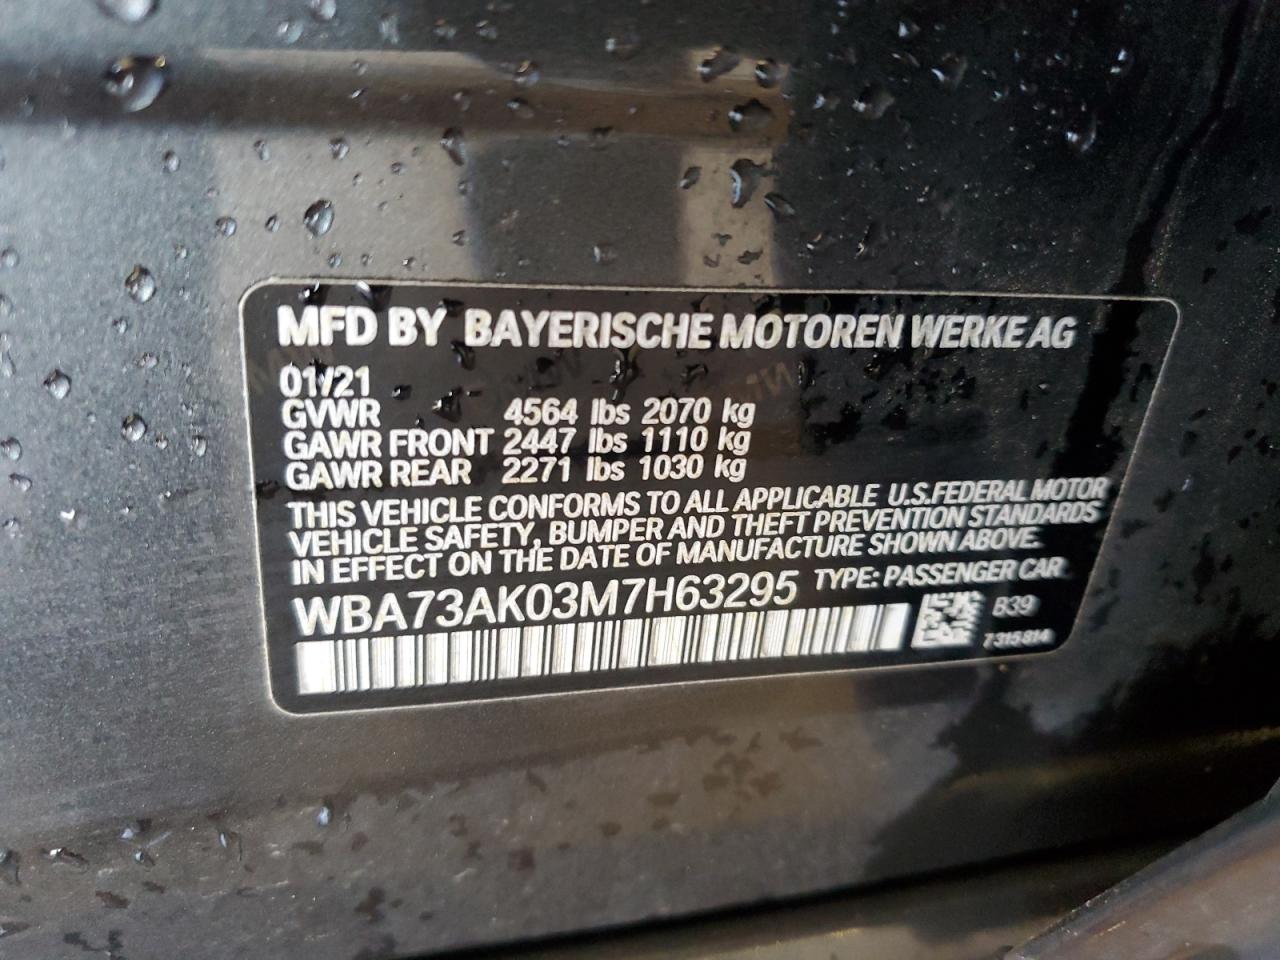 MFD BY BAYERISCHE MOTOREN WERKE AG
01/21
GVWR 4564 lbs 2070 kg
GAWR FRONT 2447 lbs 1110 kg
GAWR REAR 2271 lbs 1030 kg
THIS VEHICLE CONFORMS TO ALL APPLICABLE U.S.FEDERAL MOTOR
VEHICLE SAFETY, BUMPER AND THEFT PREVENTION STANDARDS
IN EFFECT ON THE DATE OF MANUFACTURE SHOWN ABOVE.
WBA73AK03M7H63295 TYPE: PASSENGER CAR
B39
7315814